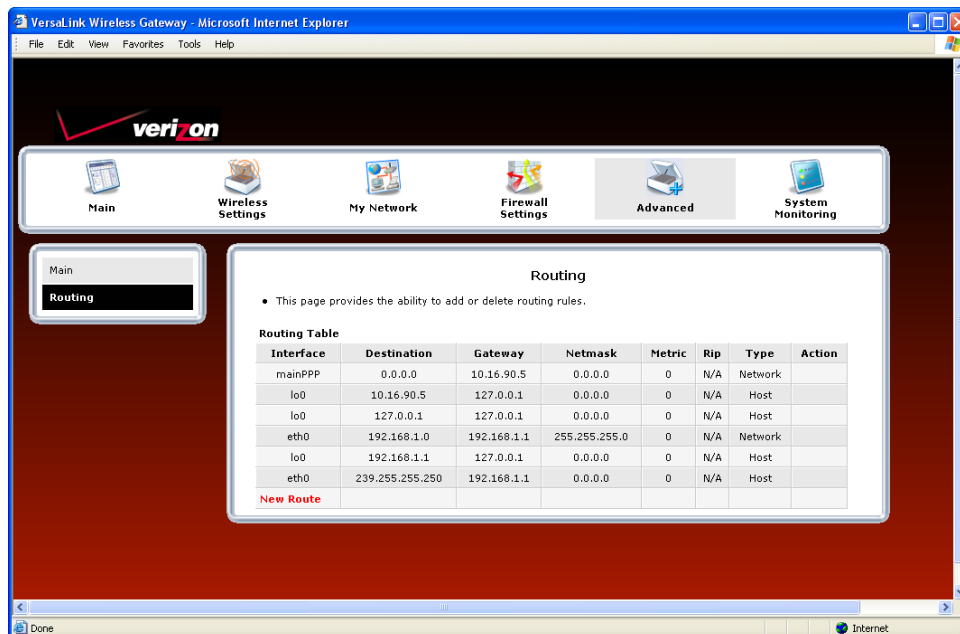 VersaLink Wireless Gateway - Microsoft Internet Explorer
File Edit View Favorites Tools Help
verizon
Main
Wireless Settings
My Network
Firewall Settings
Advanced
System Monitoring
Main
Routing
Routing
• This page provides the ability to add or delete routing rules.
Routing Table
Interface Destination Gateway Netmask Metric Rip Type Action
mainPPP 0.0.0.0 10.16.90.5 0.0.0.0 0 N/A Network
lo0 10.16.90.5 127.0.0.1 0.0.0.0 0 N/A Host
lo0 127.0.0.1 127.0.0.1 0.0.0.0 0 N/A Host
eth0 192.168.1.0 192.168.1.1 255.255.255.0 0 N/A Network
lo0 192.168.1.1 127.0.0.1 0.0.0.0 0 N/A Host
eth0 239.255.255.250 192.168.1.1 0.0.0.0 0 N/A Host
New Route
Done
Internet